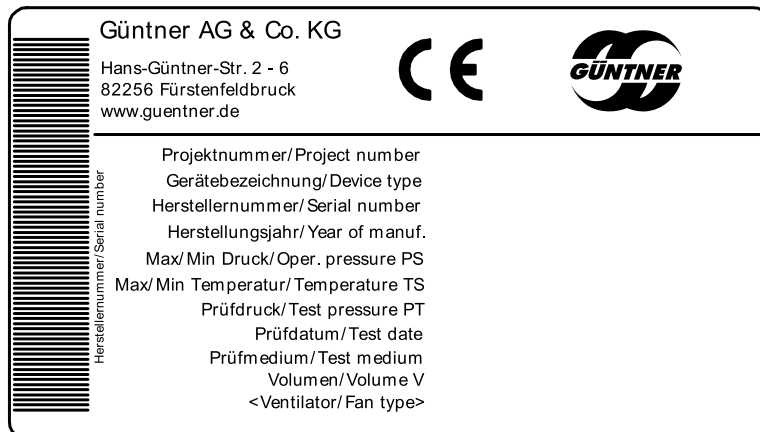 Güntner AG & Co. KG
Hans-Güntner-Str. 2 - 6
82256 Fürstenfeldbruck
www.guentner.de
CE
GÜNTNER
Herstellernummer/Serial number
Projektnummer/Project number
Gerätebezeichnung/Device type
Herstellernummer/Serial number
Herstellungsjahr/Year of manuf.
Max/Min Druck/Oper. pressure PS
Max/Min Temperatur/Temperature TS
Prüfdruck/Test pressure PT
Prüfdatum/Test date
Prüfmedium/Test medium
Volumen/Volume V
<Ventilator/Fan type>